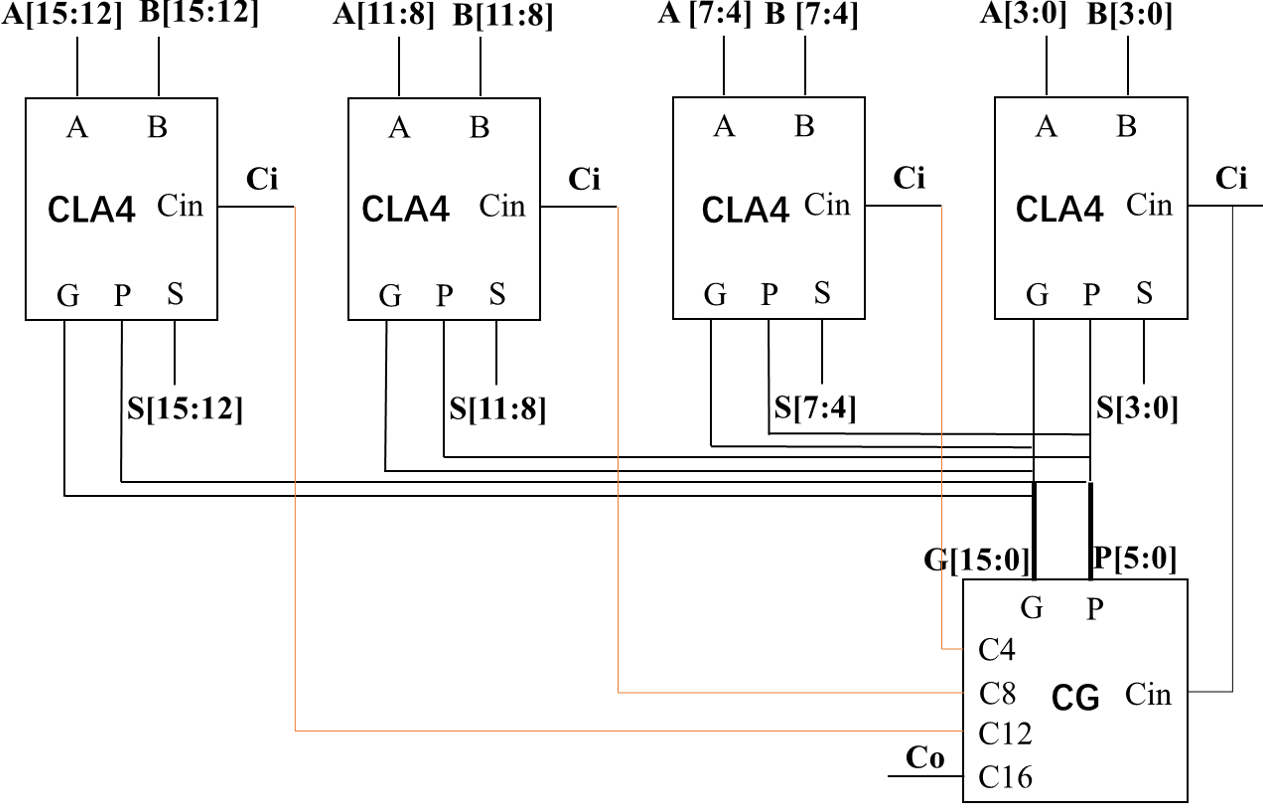 A[15:12] B[15:12] A[11:8] B[11:8] A [7:4] B [7:4] A[3:0] B[3:0]
A B A B A B A B
Ci Ci Ci Ci
CLA4 Cin CLA4 Cin CLA4 Cin CLA4 Cin
G P S G P S G P S G P S
S[15:12] S[11:8] S[7:4] S[3:0]
G[15:0] P[5:0]
G P
C4
C8 CG Cin
C12
Co
C16